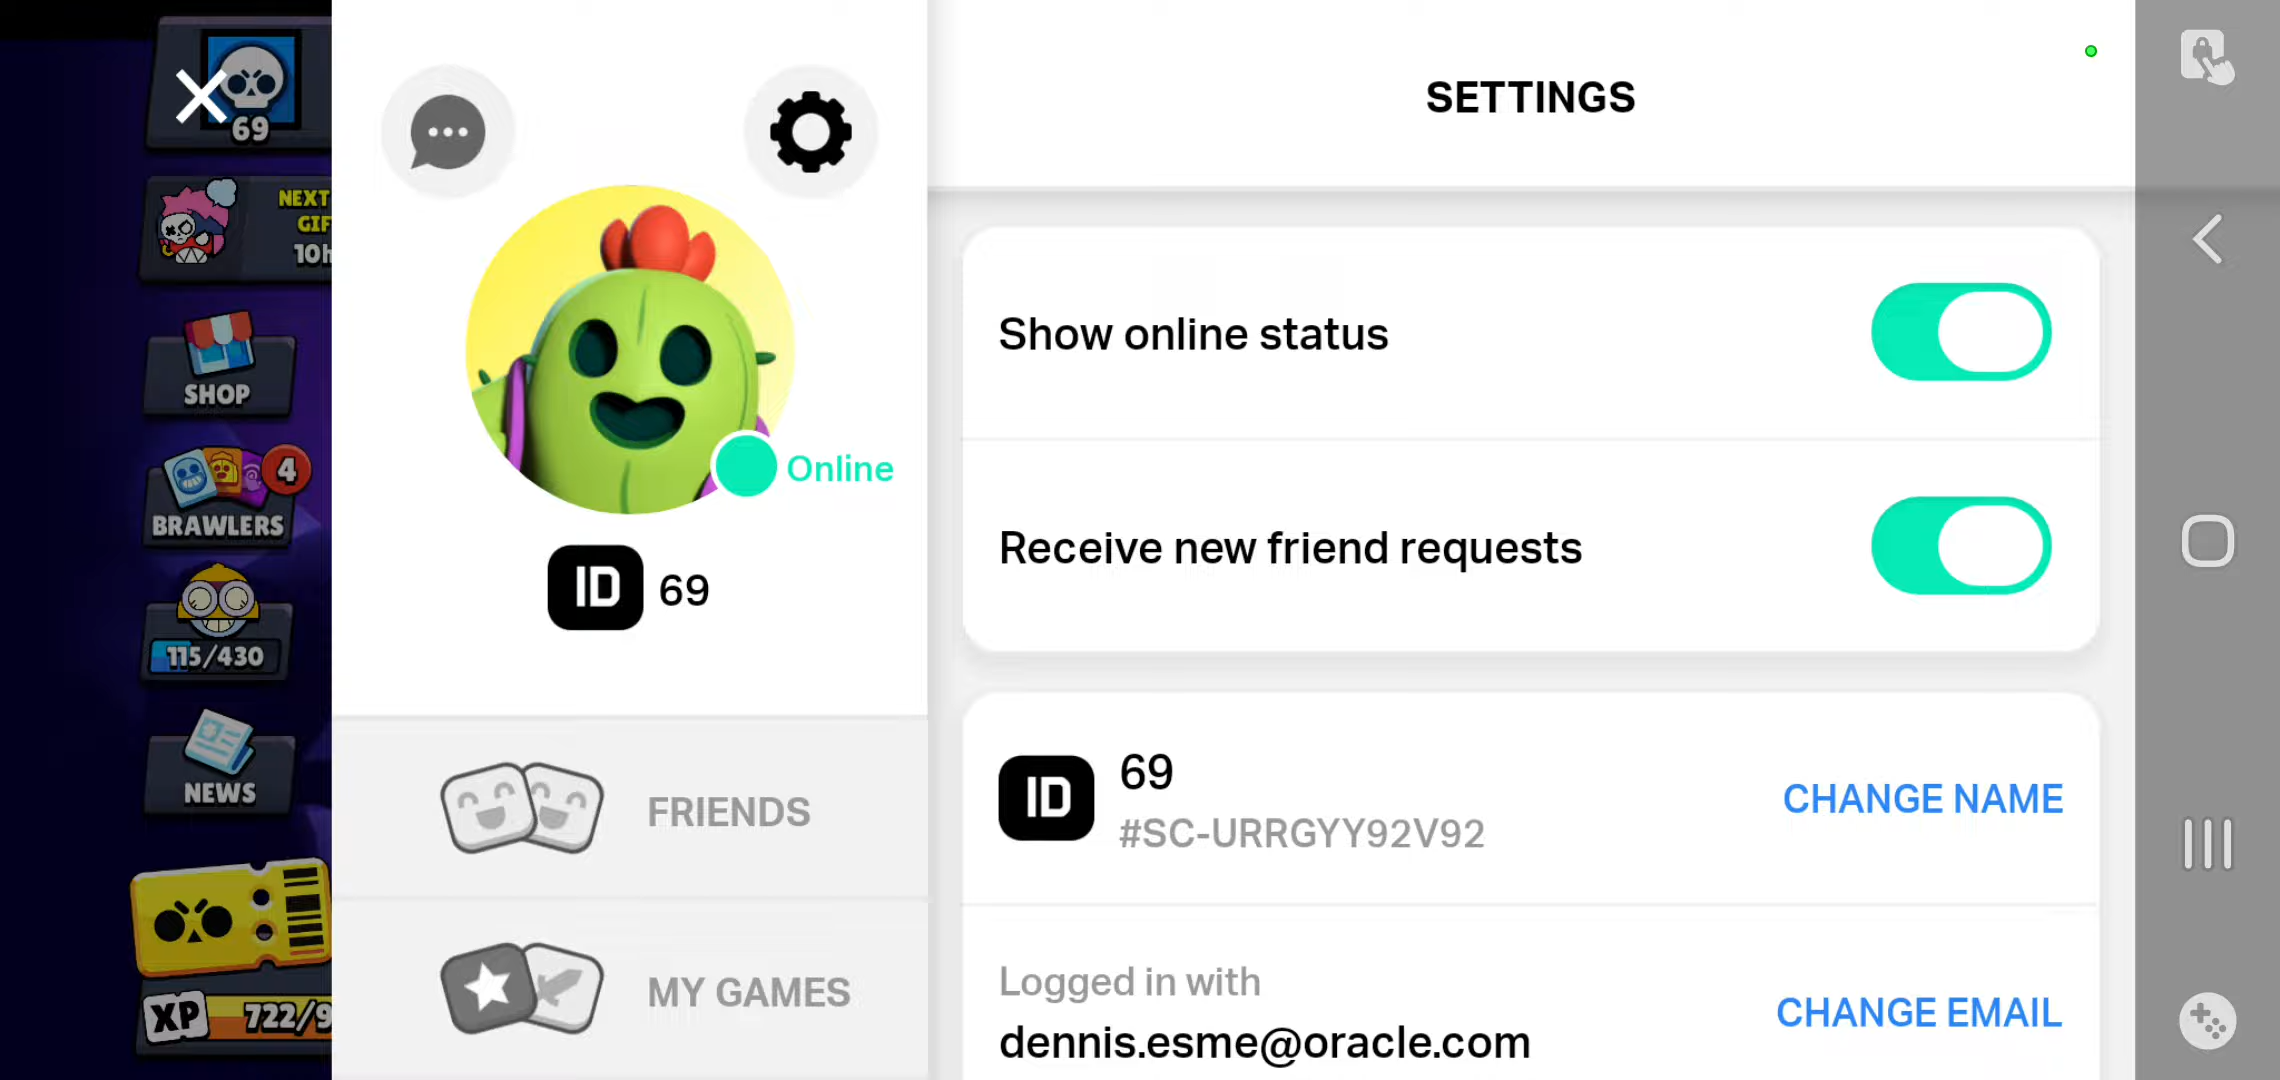 69
NEXT
GIF
10h
SHOP
4
BRAWLERS
115/430
NEWS
XP 722/9
Online
ID 69
FRIENDS
MY GAMES
SETTINGS
Show online status
Receive new friend requests
ID 69
#SC-URRGYY92V92
CHANGE NAME
Logged in with
dennis.esme@oracle.com
CHANGE EMAIL